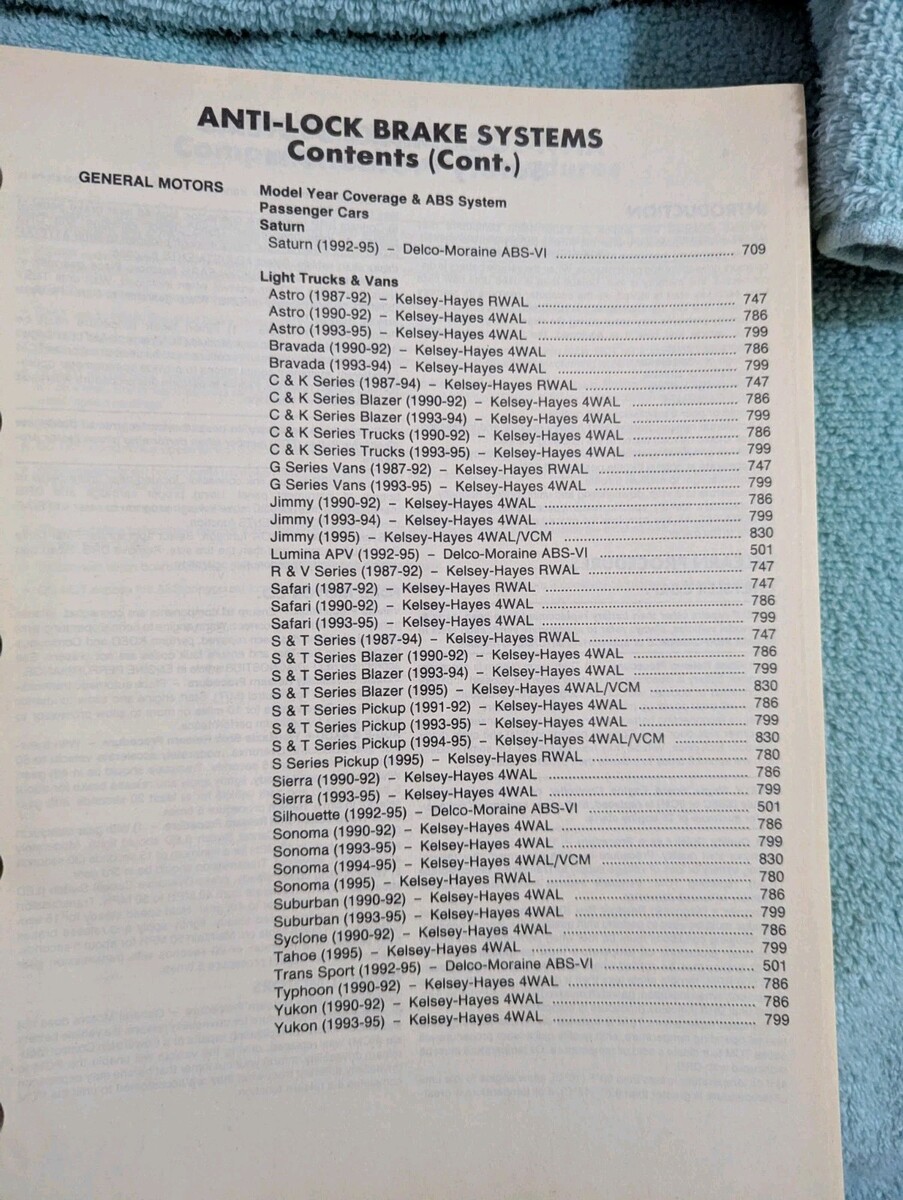 ANTI-LOCK BRAKE SYSTEMS
Contents (Cont.)
GENERAL MOTORS
Model Year Coverage & ABS System
Passenger Cars
Saturn
Saturn (1992-95) – Delco-Moraine ABS-VI ........ 709
Light Trucks & Vans
Astro (1987-92) – Kelsey-Hayes RWAL ........ 747
Astro (1990-92) – Kelsey-Hayes 4WAL ........ 786
Astro (1993-95) – Kelsey-Hayes 4WAL ........ 799
Bravada (1990-92) – Kelsey-Hayes 4WAL ........ 786
Bravada (1993-94) – Kelsey-Hayes 4WAL ........ 799
C & K Series (1987-94) – Kelsey-Hayes RWAL ........ 747
C & K Series Blazer (1990-92) – Kelsey-Hayes 4WAL ........ 786
C & K Series Blazer (1993-94) – Kelsey-Hayes 4WAL ........ 799
C & K Series Trucks (1990-92) – Kelsey-Hayes 4WAL ........ 786
C & K Series Trucks (1993-95) – Kelsey-Hayes 4WAL ........ 799
G Series Vans (1987-92) – Kelsey-Hayes RWAL ........ 747
G Series Vans (1993-95) – Kelsey-Hayes 4WAL ........ 799
Jimmy (1990-92) – Kelsey-Hayes 4WAL ........ 786
Jimmy (1993-94) – Kelsey-Hayes 4WAL ........ 799
Jimmy (1995) – Kelsey-Hayes 4WAL/VCM ........ 830
Lumina APV (1992-95) – Delco-Moraine ABS-VI ........ 501
R & V Series (1987-92) – Kelsey-Hayes RWAL ........ 747
Safari (1987-92) – Kelsey-Hayes RWAL ........ 747
Safari (1990-92) – Kelsey-Hayes 4WAL ........ 786
Safari (1993-95) – Kelsey-Hayes 4WAL ........ 799
S & T Series (1987-94) – Kelsey-Hayes RWAL ........ 747
S & T Series Blazer (1990-92) – Kelsey-Hayes 4WAL ........ 786
S & T Series Blazer (1993-94) – Kelsey-Hayes 4WAL ........ 799
S & T Series Blazer (1995) – Kelsey-Hayes 4WAL/VCM ........ 830
S & T Series Pickup (1991-92) – Kelsey-Hayes 4WAL ........ 786
S & T Series Pickup (1993-95) – Kelsey-Hayes 4WAL ........ 799
S & T Series Pickup (1994-95) – Kelsey-Hayes 4WAL/VCM ........ 830
S Series Pickup (1995) – Kelsey-Hayes RWAL ........ 780
Sierra (1990-92) – Kelsey-Hayes 4WAL ........ 786
Sierra (1993-95) – Kelsey-Hayes 4WAL ........ 799
Silhouette (1992-95) – Delco-Moraine ABS-VI ........ 501
Sonoma (1990-92) – Kelsey-Hayes 4WAL ........ 786
Sonoma (1993-95) – Kelsey-Hayes 4WAL ........ 799
Sonoma (1994-95) – Kelsey-Hayes 4WAL/VCM ........ 830
Sonoma (1995) – Kelsey-Hayes RWAL ........ 780
Suburban (1990-92) – Kelsey-Hayes 4WAL ........ 786
Suburban (1993-95) – Kelsey-Hayes 4WAL ........ 799
Syclone (1990-92) – Kelsey-Hayes 4WAL ........ 786
Tahoe (1995) – Kelsey-Hayes 4WAL ........ 799
Trans Sport (1992-95) – Delco-Moraine ABS-VI ........ 501
Typhoon (1990-92) – Kelsey-Hayes 4WAL ........ 786
Yukon (1990-92) – Kelsey-Hayes 4WAL ........ 786
Yukon (1993-95) – Kelsey-Hayes 4WAL ........ 799